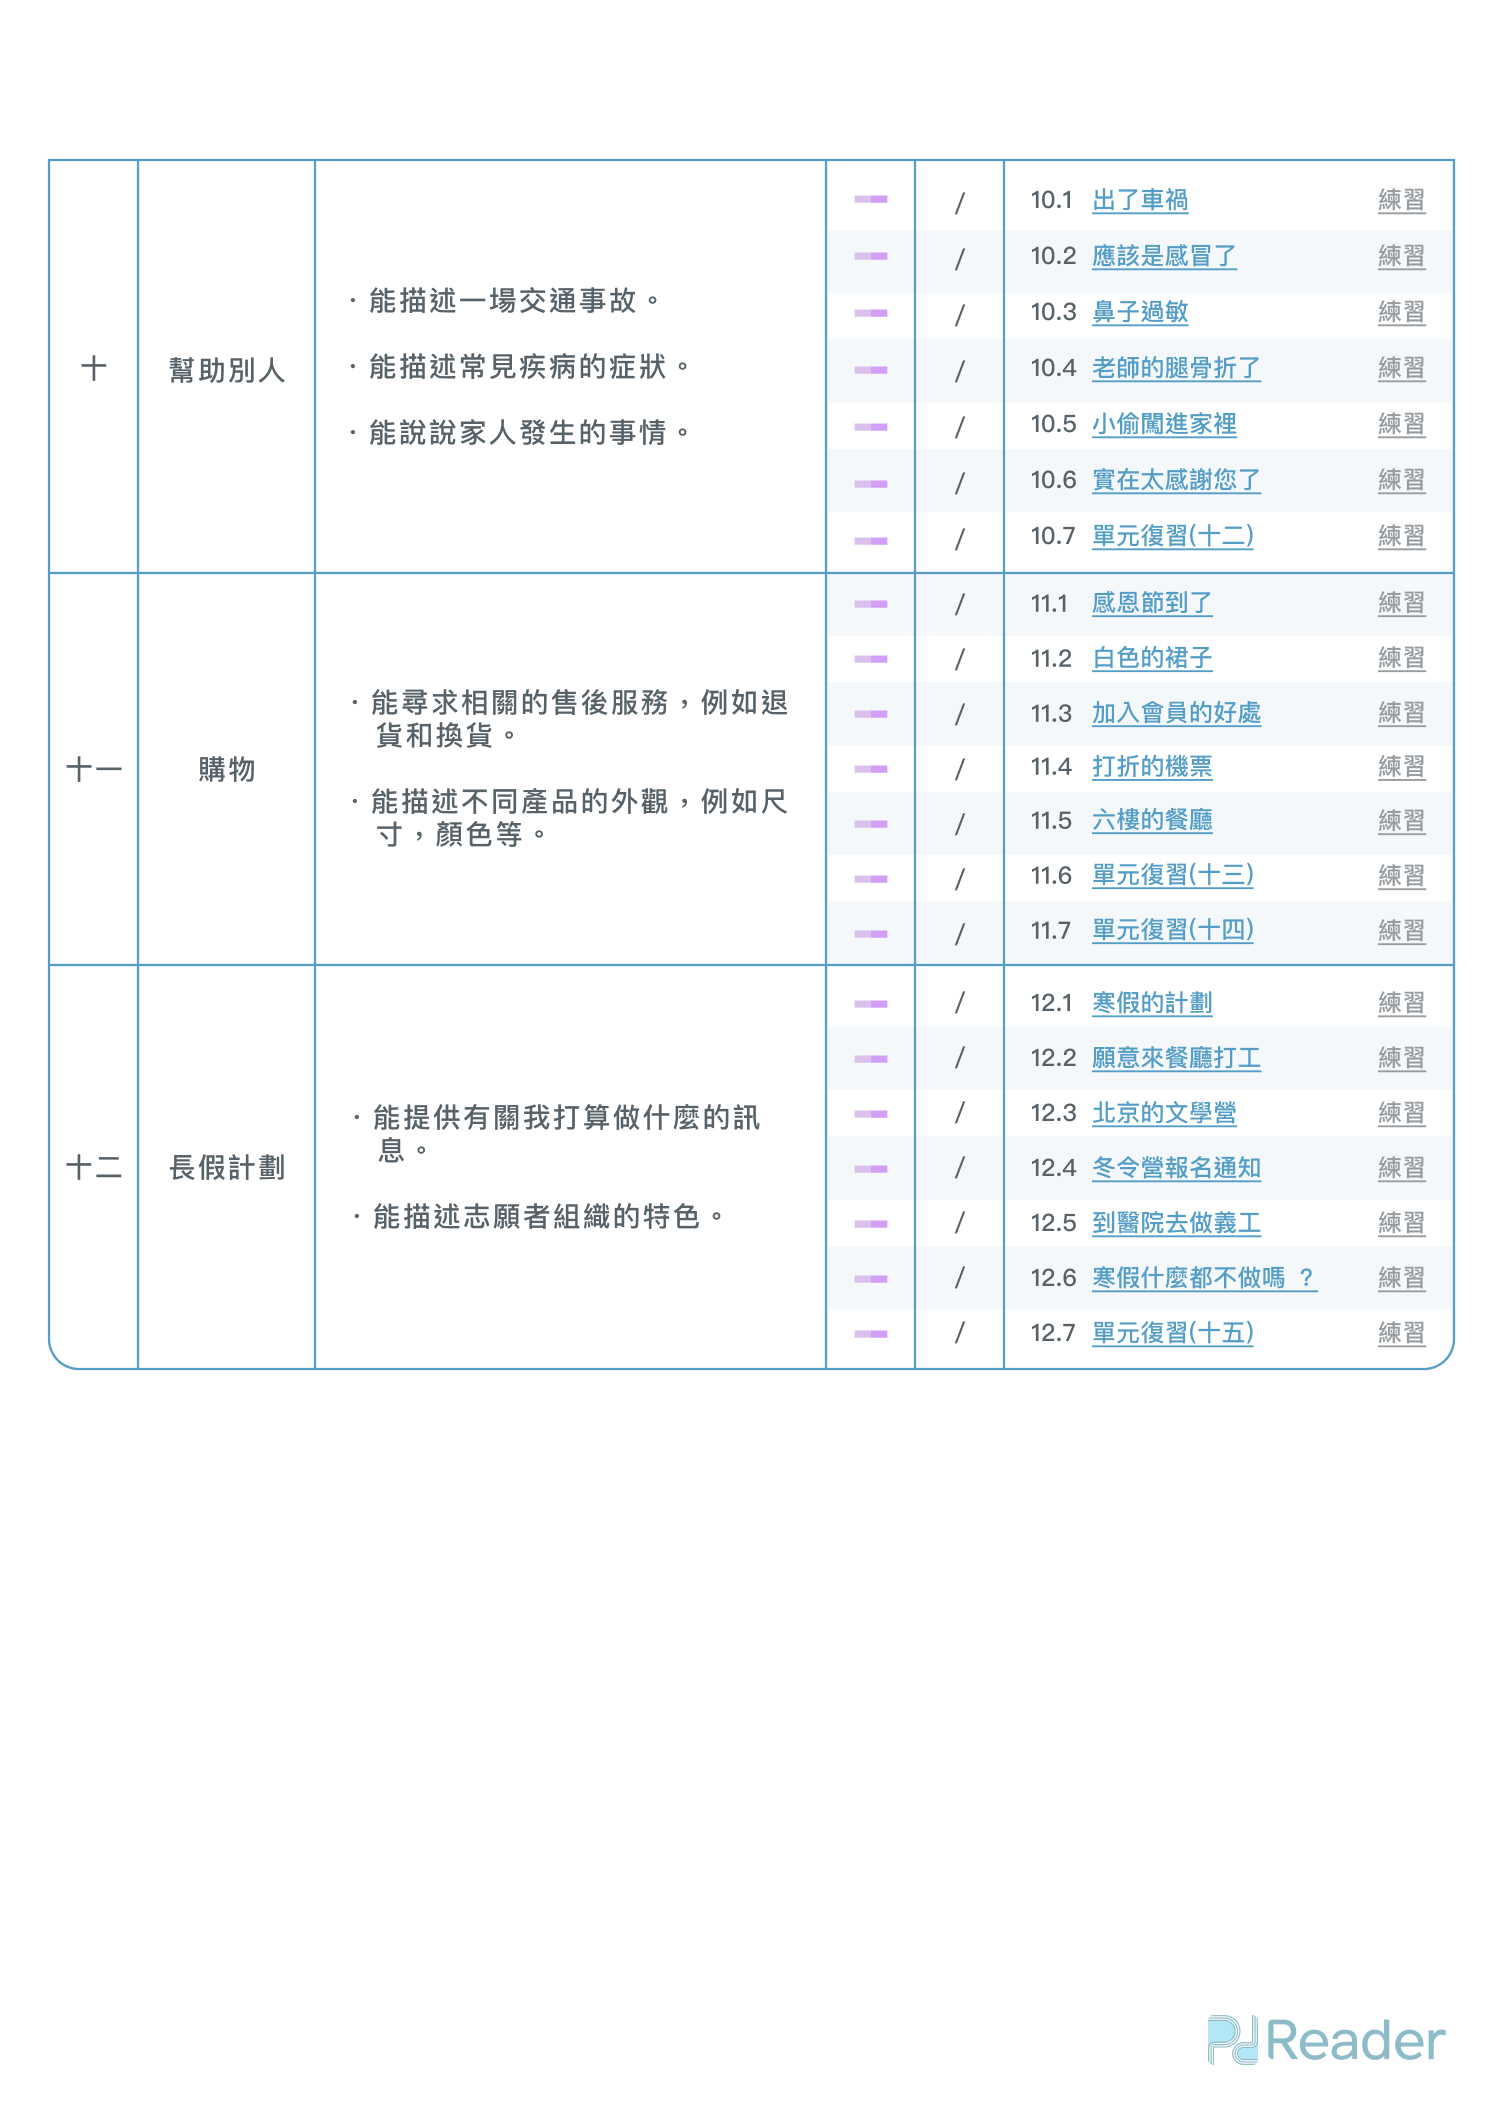 十
幫助別人
· 能描述一場交通事故。
· 能描述常見疾病的症狀。
· 能說說家人發生的事情。
/ 10.1 出了車禍 練習
/ 10.2 應該是感冒了 練習
/ 10.3 鼻子過敏 練習
/ 10.4 老師的腿骨折了 練習
/ 10.5 小偷闖進家裡 練習
/ 10.6 實在太感謝您了 練習
/ 10.7 單元復習(十二) 練習
十一
購物
· 能尋求相關的售後服務，例如退
貨和換貨。
· 能描述不同產品的外觀，例如尺
寸，顏色等。
/ 11.1 感恩節到了 練習
/ 11.2 白色的裙子 練習
/ 11.3 加入會員的好處 練習
/ 11.4 打折的機票 練習
/ 11.5 六樓的餐廳 練習
/ 11.6 單元復習(十三) 練習
/ 11.7 單元復習(十四) 練習
十二
長假計劃
· 能提供有關我打算做什麼的訊
息。
· 能描述志願者組織的特色。
/ 12.1 寒假的計劃 練習
/ 12.2 願意來餐廳打工 練習
/ 12.3 北京的文學營 練習
/ 12.4 冬令營報名通知 練習
/ 12.5 到醫院去做義工 練習
/ 12.6 寒假什麼都不做嗎 ？ 練習
/ 12.7 單元復習(十五) 練習
Pd Reader